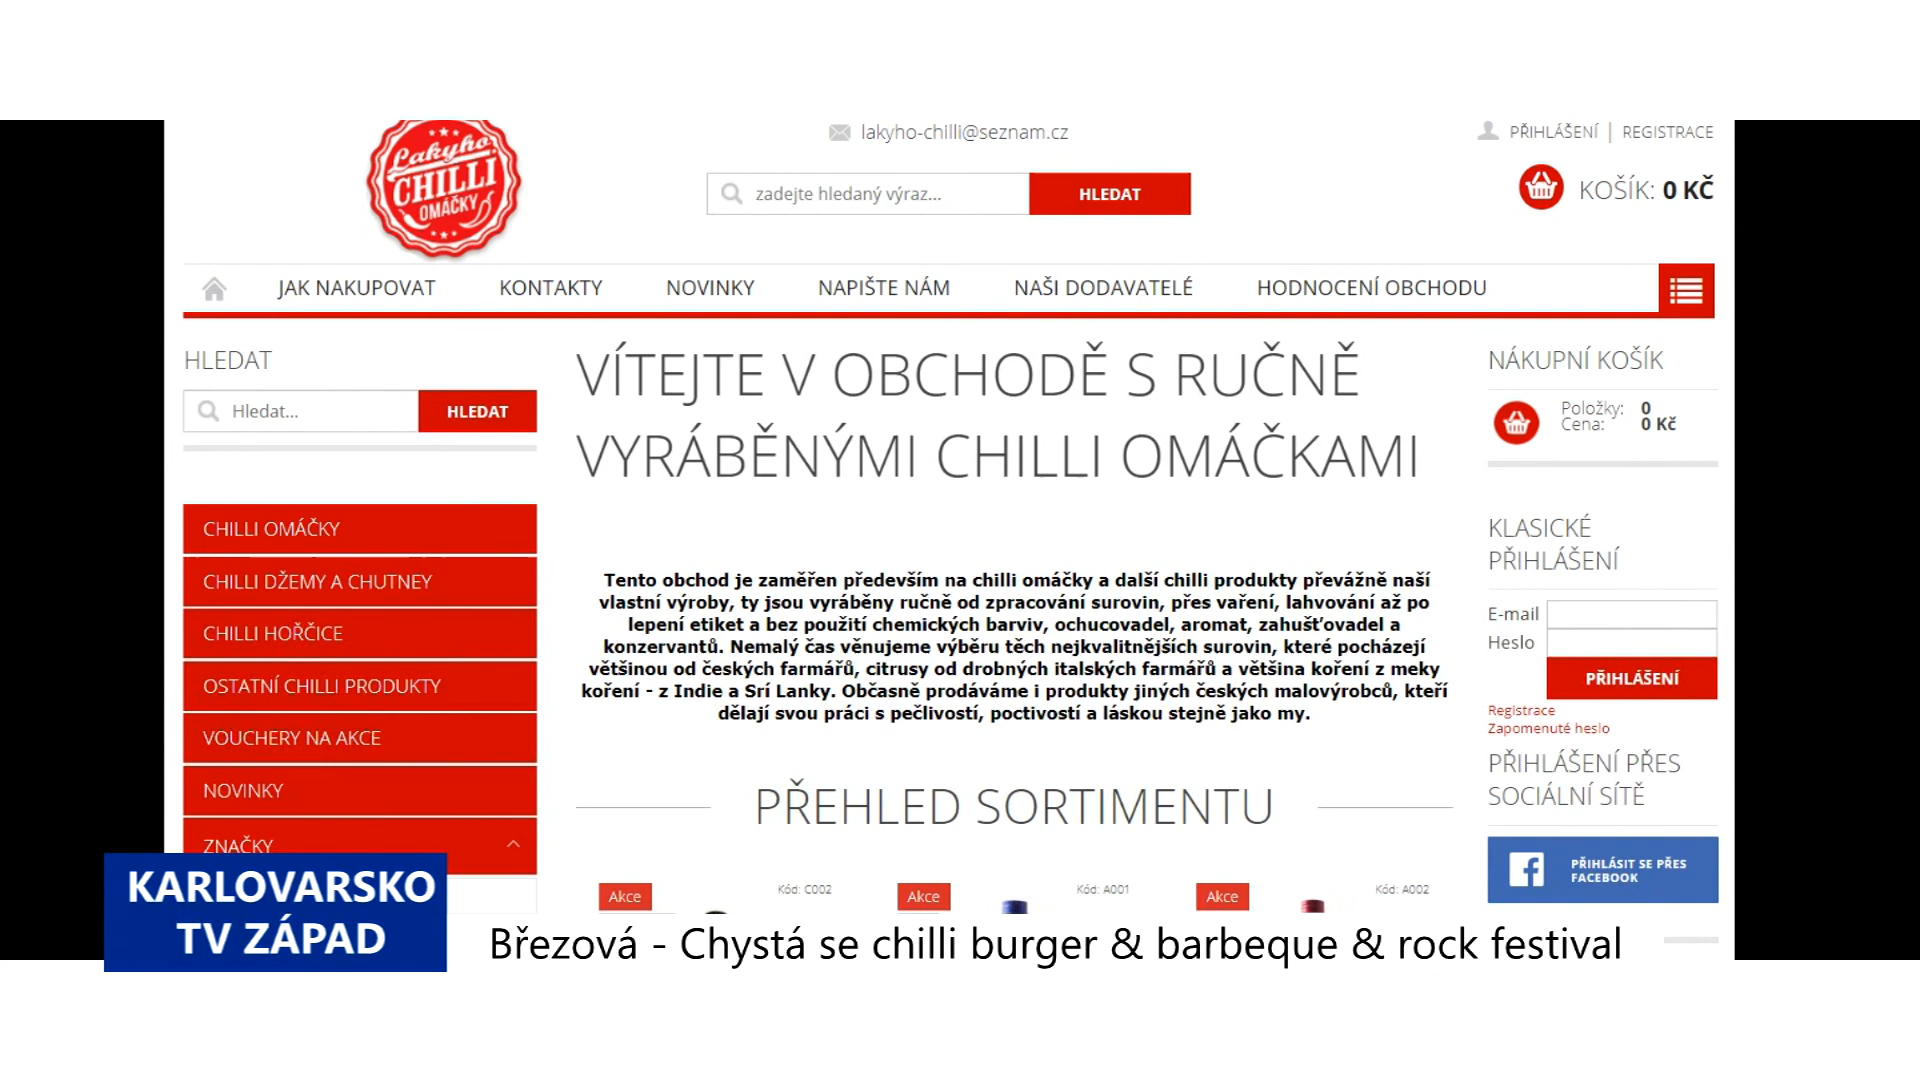 Lakyho
CHILLI
OMÁČKY
lakyho-chilli@seznam.cz
PŘIHLÁŠENÍ | REGISTRACE
zadejte hledaný výraz...
HLEDAT
KOŠÍK: 0 KČ
JAK NAKUPOVAT KONTAKTY NOVINKY NAPIŠTE NÁM NAŠI DODAVATELÉ HODNOCENÍ OBCHODU
HLEDAT
Hledat...
HLEDAT
CHILLI OMÁČKY
CHILLI DŽEMY A CHUTNEY
CHILLI HOŘČICE
OSTATNÍ CHILLI PRODUKTY
VOUCHERY NA AKCE
NOVINKY
ZNAČKY
VÍTEJTE V OBCHODĚ S RUČNĚ
VYRÁBĚNÝMI CHILLI OMÁČKAMI
Tento obchod je zaměřen především na chilli omáčky a další chilli produkty převážně naší
vlastní výroby, ty jsou vyráběny ručně od zpracování surovin, přes vaření, lahvování až po
lepení etiket a bez použití chemických barviv, ochucovadel, aromat, zahušťovadel a
konzervantů. Nemalý čas věnujeme výběru těch nejkvalitnějších surovin, které pocházejí
většinou od českých farmářů, citrusy od drobných italských farmářů a většina koření z meky
koření - z Indie a Srí Lanky. Občasně prodáváme i produkty jiných českých malovýrobců, kteří
dělají svou práci s pečlivostí, poctivostí a láskou stejně jako my.
PŘEHLED SORTIMENTU
Akce
Kód: C002
Akce
Kód: A001
Akce
Kód: A002
NÁKUPNÍ KOŠÍK
Položky: 0
Cena: 0 Kč
KLASICKÉ
PŘIHLÁŠENÍ
E-mail
Heslo
PŘIHLÁŠENÍ
Registrace
Zapomenuté heslo
PŘIHLÁŠENÍ PŘES
SOCIÁLNÍ SÍTĚ
PŘIHLÁSIT SE PŘES
FACEBOOK
KARLOVARSKO
TV ZÁPAD
Březová - Chystá se chilli burger & barbeque & rock festival